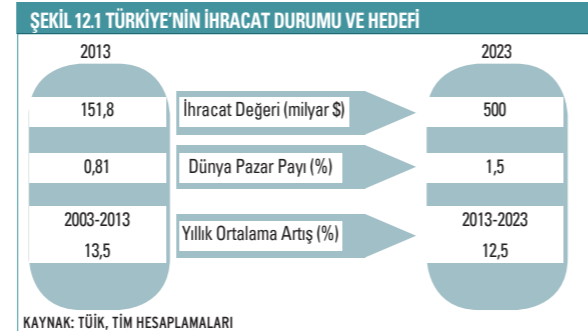 ŞEKİL 12.1 TÜRKİYE'NİN İHRACAT DURUMU VE HEDEFİ
2013 2023
151,8 İhracat Değeri (milyar $) 500
0,81 Dünya Pazar Payı (%) 1,5
2003-2013 2013-2023
Yıllık Ortalama Artış (%)
13,5 12,5
KAYNAK: TÜİK, TİM HESAPLAMALARI